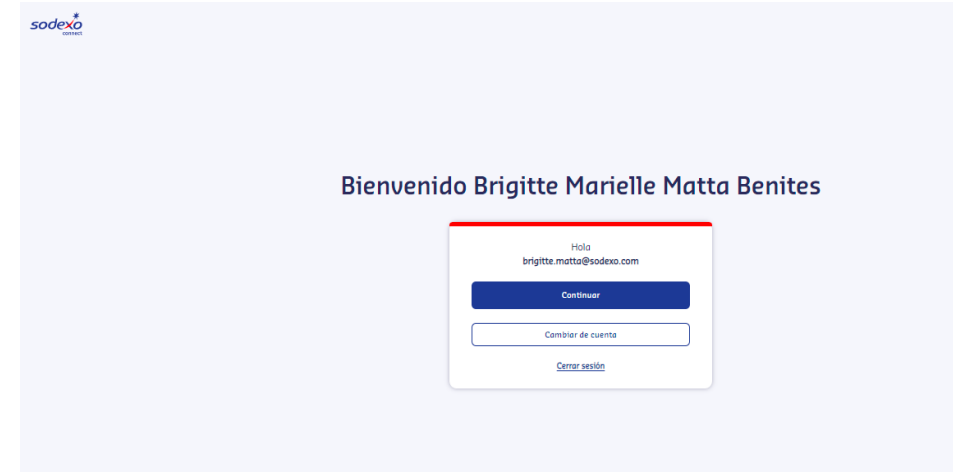 sodexo
connect
Bienvenido Brigitte Marielle Matta Benites
Hola
brigitte.matta@sodexo.com
Continuar
Cambiar de cuenta
Cerrar sesión